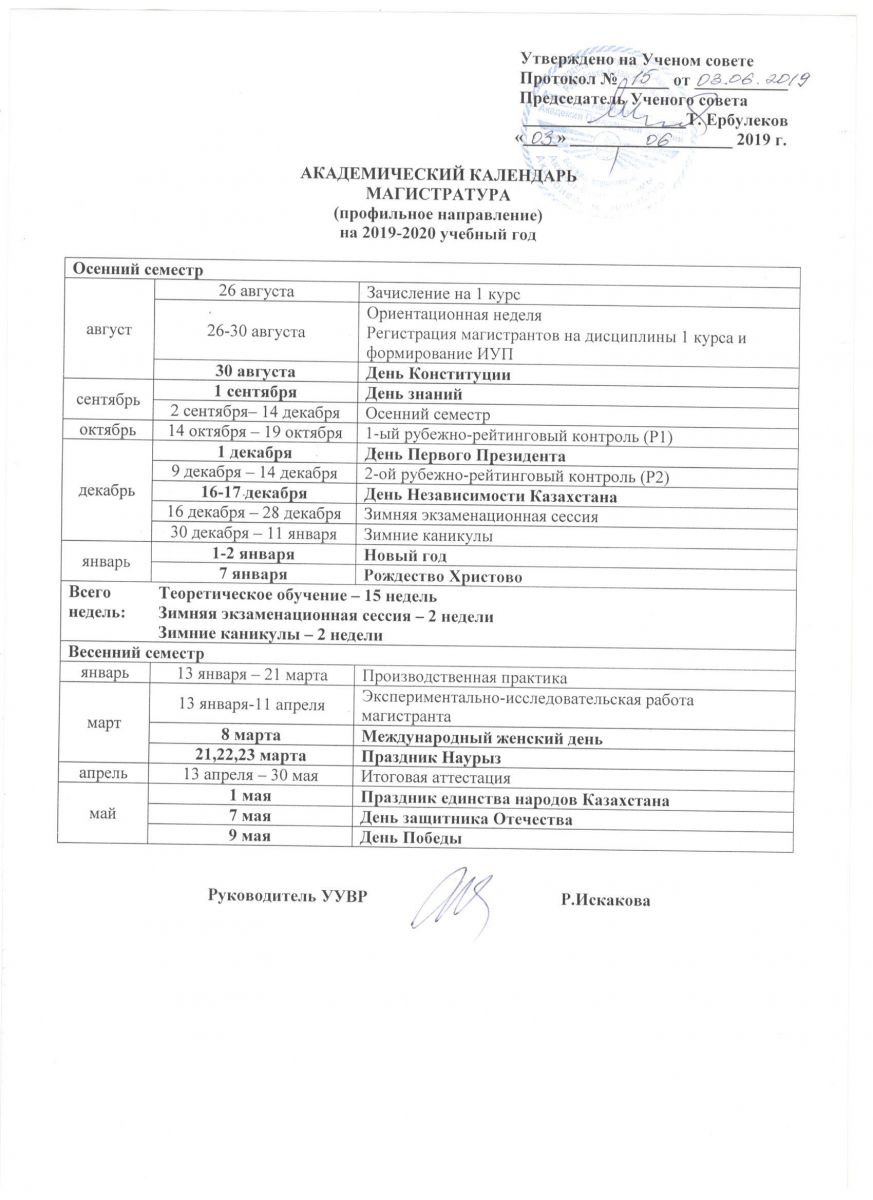 Утверждено на Ученом совете
Протокол № 15 от 03.06.2019
Председатель Ученого совета
Т. Ербулеков
« 03 » 06 2019 г.
АКАДЕМИЧЕСКИЙ КАЛЕНДАРЬ
МАГИСТРАТУРА
(профильное направление)
на 2019-2020 учебный год
Осенний семестр
август
26 августа Зачисление на 1 курс
26-30 августа
Ориентационная неделя
Регистрация магистрантов на дисциплины 1 курса и
формирование ИУП
30 августа День Конституции
сентябрь
1 сентября День знаний
2 сентября– 14 декабря Осенний семестр
октябрь 14 октября – 19 октября 1-ый рубежно-рейтинговый контроль (Р1)
декабрь
1 декабря День Первого Президента
9 декабря – 14 декабря 2-ой рубежно-рейтинговый контроль (Р2)
16-17 декабря День Независимости Казахстана
16 декабря – 28 декабря Зимняя экзаменационная сессия
30 декабря – 11 января Зимние каникулы
январь
1-2 января Новый год
7 января Рождество Христово
Всего Теоретическое обучение – 15 недель
недель: Зимняя экзаменационная сессия – 2 недели
Зимние каникулы – 2 недели
Весенний семестр
январь 13 января – 21 марта Производственная практика
март
13 января-11 апреля
Экспериментально-исследовательская работа
магистранта
8 марта Международный женский день
21,22,23 марта Праздник Наурыз
апрель 13 апреля – 30 мая Итоговая аттестация
май
1 мая Праздник единства народов Казахстана
7 мая День защитника Отечества
9 мая День Победы
Руководитель УУВР Р.Искакова